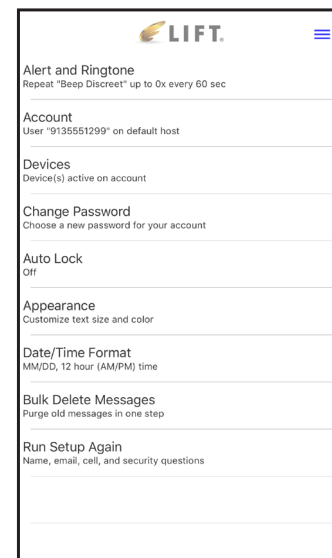 LIFT
Alert and Ringtone
Repeat "Beep Discreet" up to 0x every 60 sec
Account
User "9135551299" on default host
Devices
Device(s) active on account
Change Password
Choose a new password for your account
Auto Lock
Off
Appearance
Customize text size and color
Date/Time Format
MM/DD, 12 hour (AM/PM) time
Bulk Delete Messages
Purge old messages in one step
Run Setup Again
Name, email, cell, and security questions